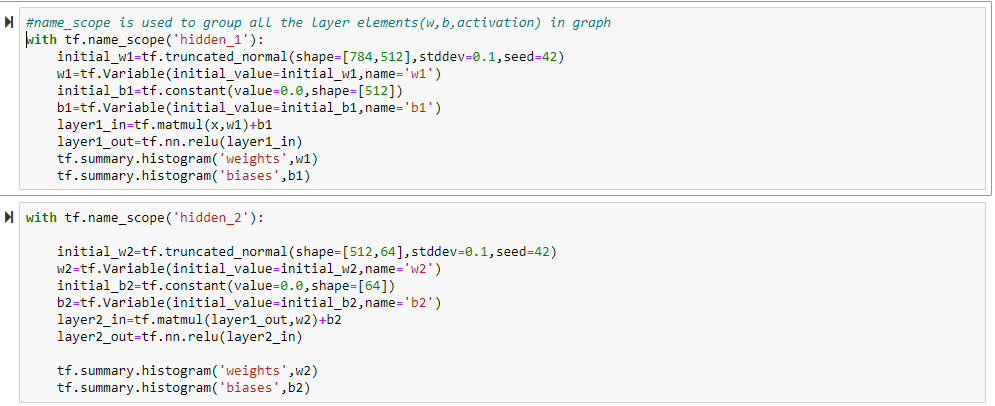 #name_scope is used to group all the layer elements(w,b,activation) in graph
with tf.name_scope('hidden_1'):
    initial_w1=tf.truncated_normal(shape=[784,512],stddev=0.1,seed=42)
    w1=tf.Variable(initial_value=initial_w1,name='w1')
    initial_b1=tf.constant(value=0.0,shape=[512])
    b1=tf.Variable(initial_value=initial_b1,name='b1')
    layer1_in=tf.matmul(x,w1)+b1
    layer1_out=tf.nn.relu(layer1_in)
    tf.summary.histogram('weights',w1)
    tf.summary.histogram('biases',b1)
with tf.name_scope('hidden_2'):
    initial_w2=tf.truncated_normal(shape=[512,64],stddev=0.1,seed=42)
    w2=tf.Variable(initial_value=initial_w2,name='w2')
    initial_b2=tf.constant(value=0.0,shape=[64])
    b2=tf.Variable(initial_value=initial_b2,name='b2')
    layer2_in=tf.matmul(layer1_out,w2)+b2
    layer2_out=tf.nn.relu(layer2_in)
    tf.summary.histogram('weights',w2)
    tf.summary.histogram('biases',b2)